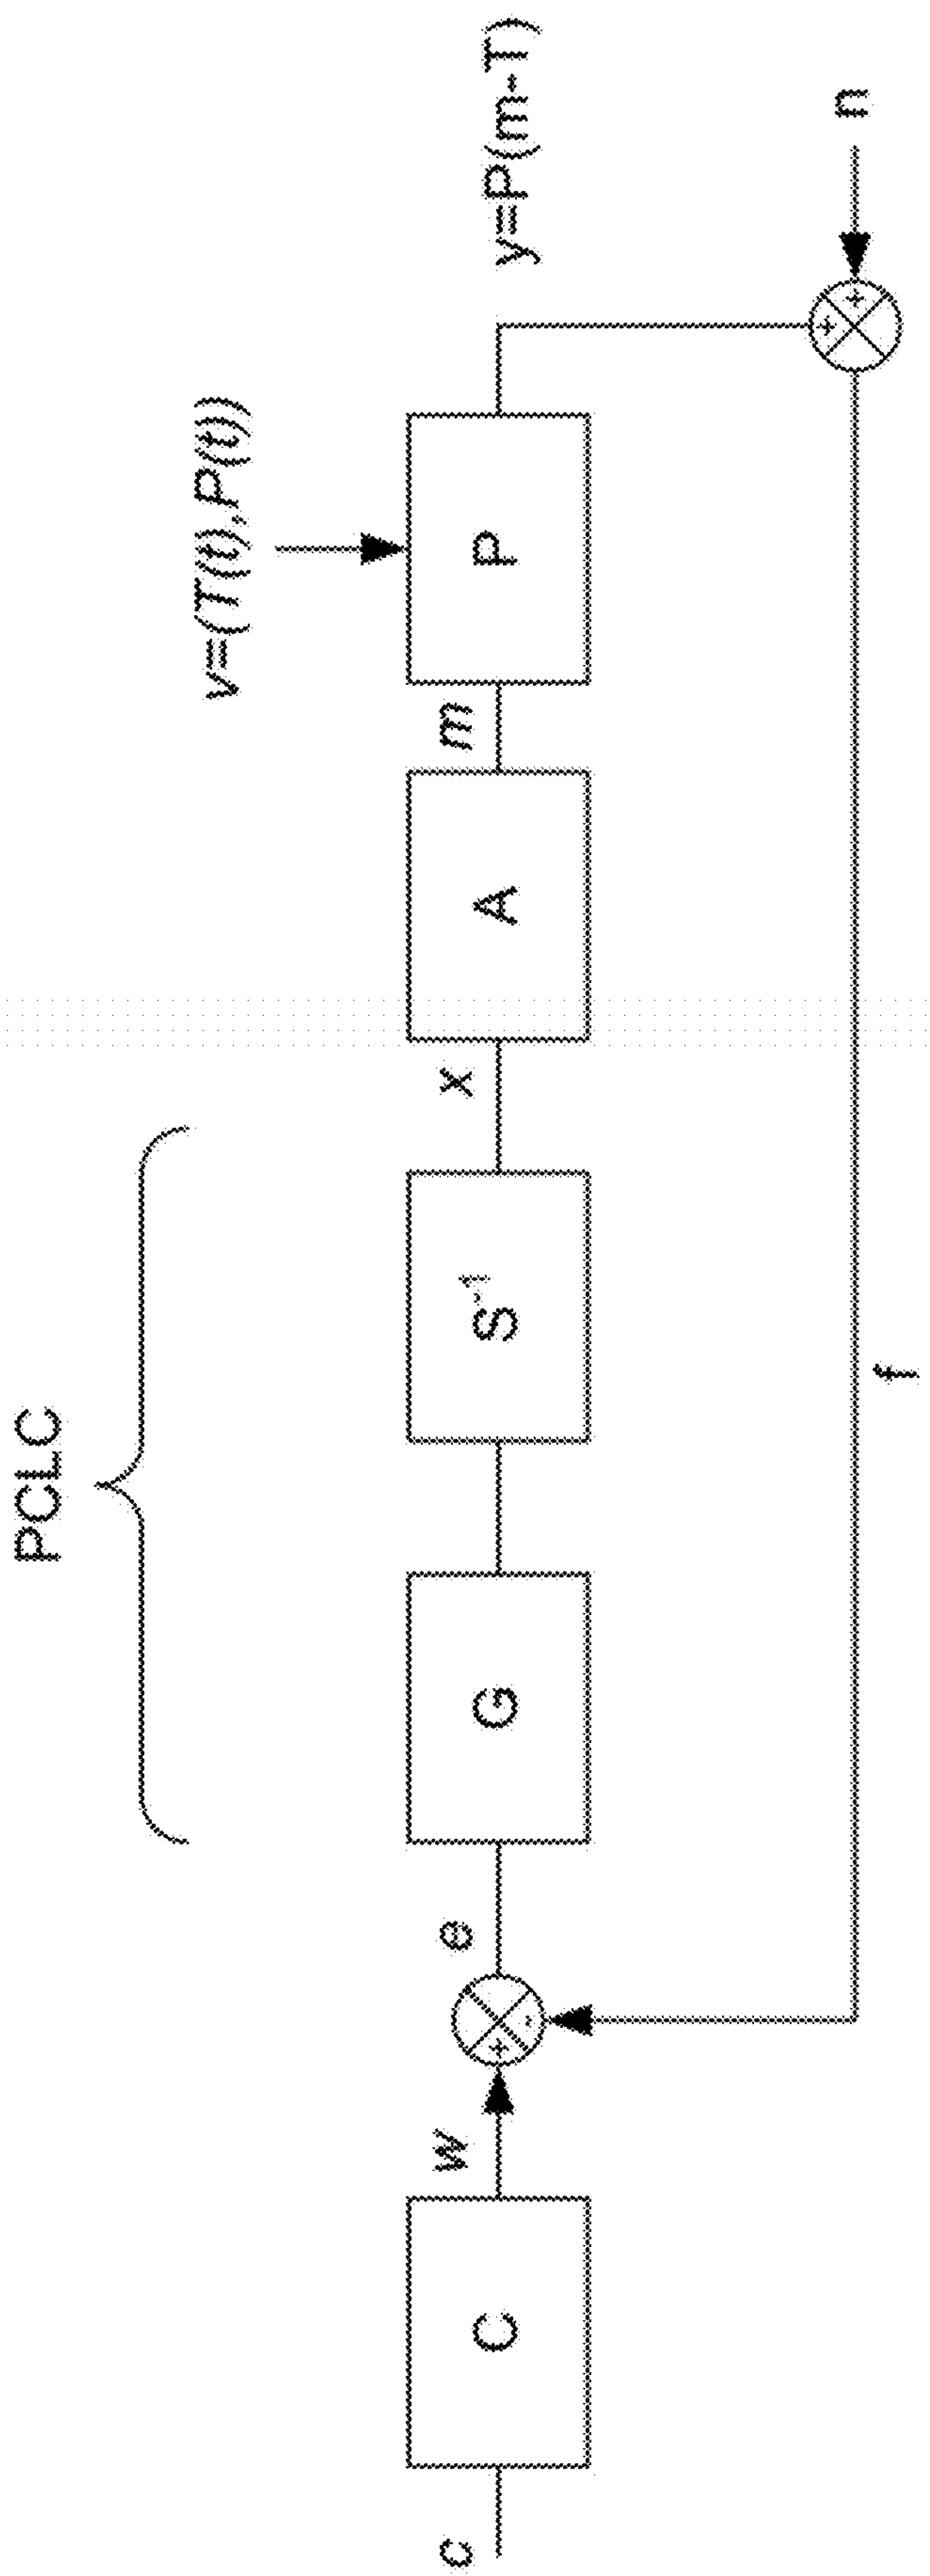 PCLC
v=(T(t),P(t))
c
C
w
+
-
e
G
S⁻¹
x
A
m
P
y=P(m-T)
+
+
n
f